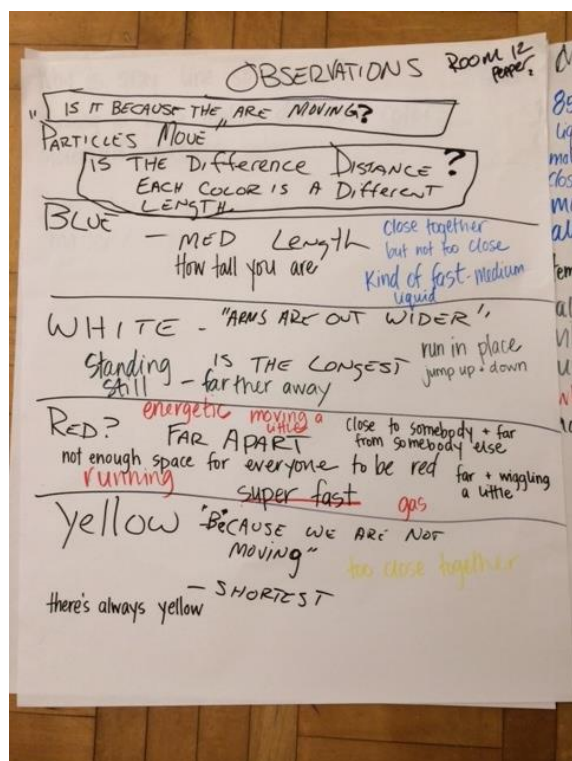 OBSERVATIONS
ROOM 12
Pepper.
"IS IT BECAUSE THE ARE MOVING?"
PARTICLES MOVE
IS THE DiffERENCE DISTANCE?
EACH COLOR IS A DiffERENT
LENGTH.
BLUE
- MED LENGTH
How tall you are
Close together
but not too close
Kind of fast-medium
liquid
WHITE - "ARMS ARE OUT WIDER"
Standing
still
IS THE LONGEST
- farther away
run in place
jump up + down
RED?
energetic
moving a
little
FAR APART
close to somebody + far
from somebody else
not enough space for everyone to be red
far + wiggling
a little
running
super fast
gas
yellow
"BECAUSE WE ARE NOT
MOVING"
too close together
- SHORTEST
there's always yellow
85
liq
clos
al